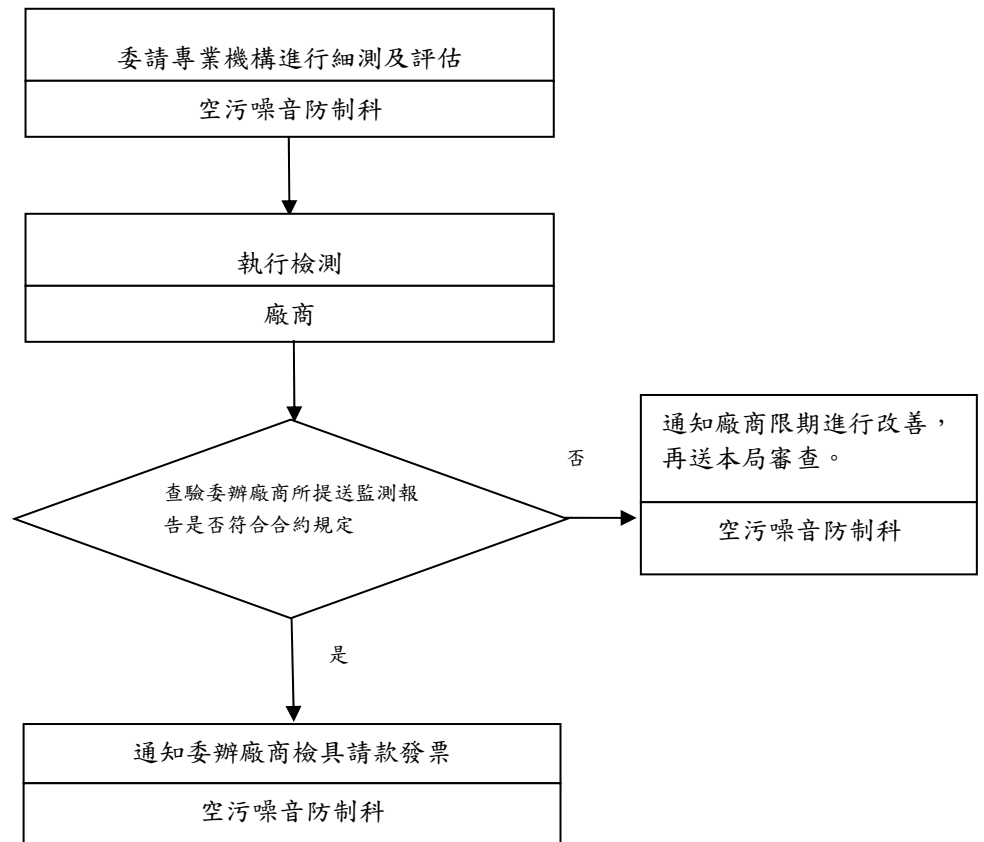 委請專業機構進行細測及評估
空污噪音防制科
執行檢測
廠商
查驗委辦廠商所提送監測報
告是否符合合約規定
否
通知廠商限期進行改善，
再送本局審查。
空污噪音防制科
是
通知委辦廠商檢具請款發票
空污噪音防制科